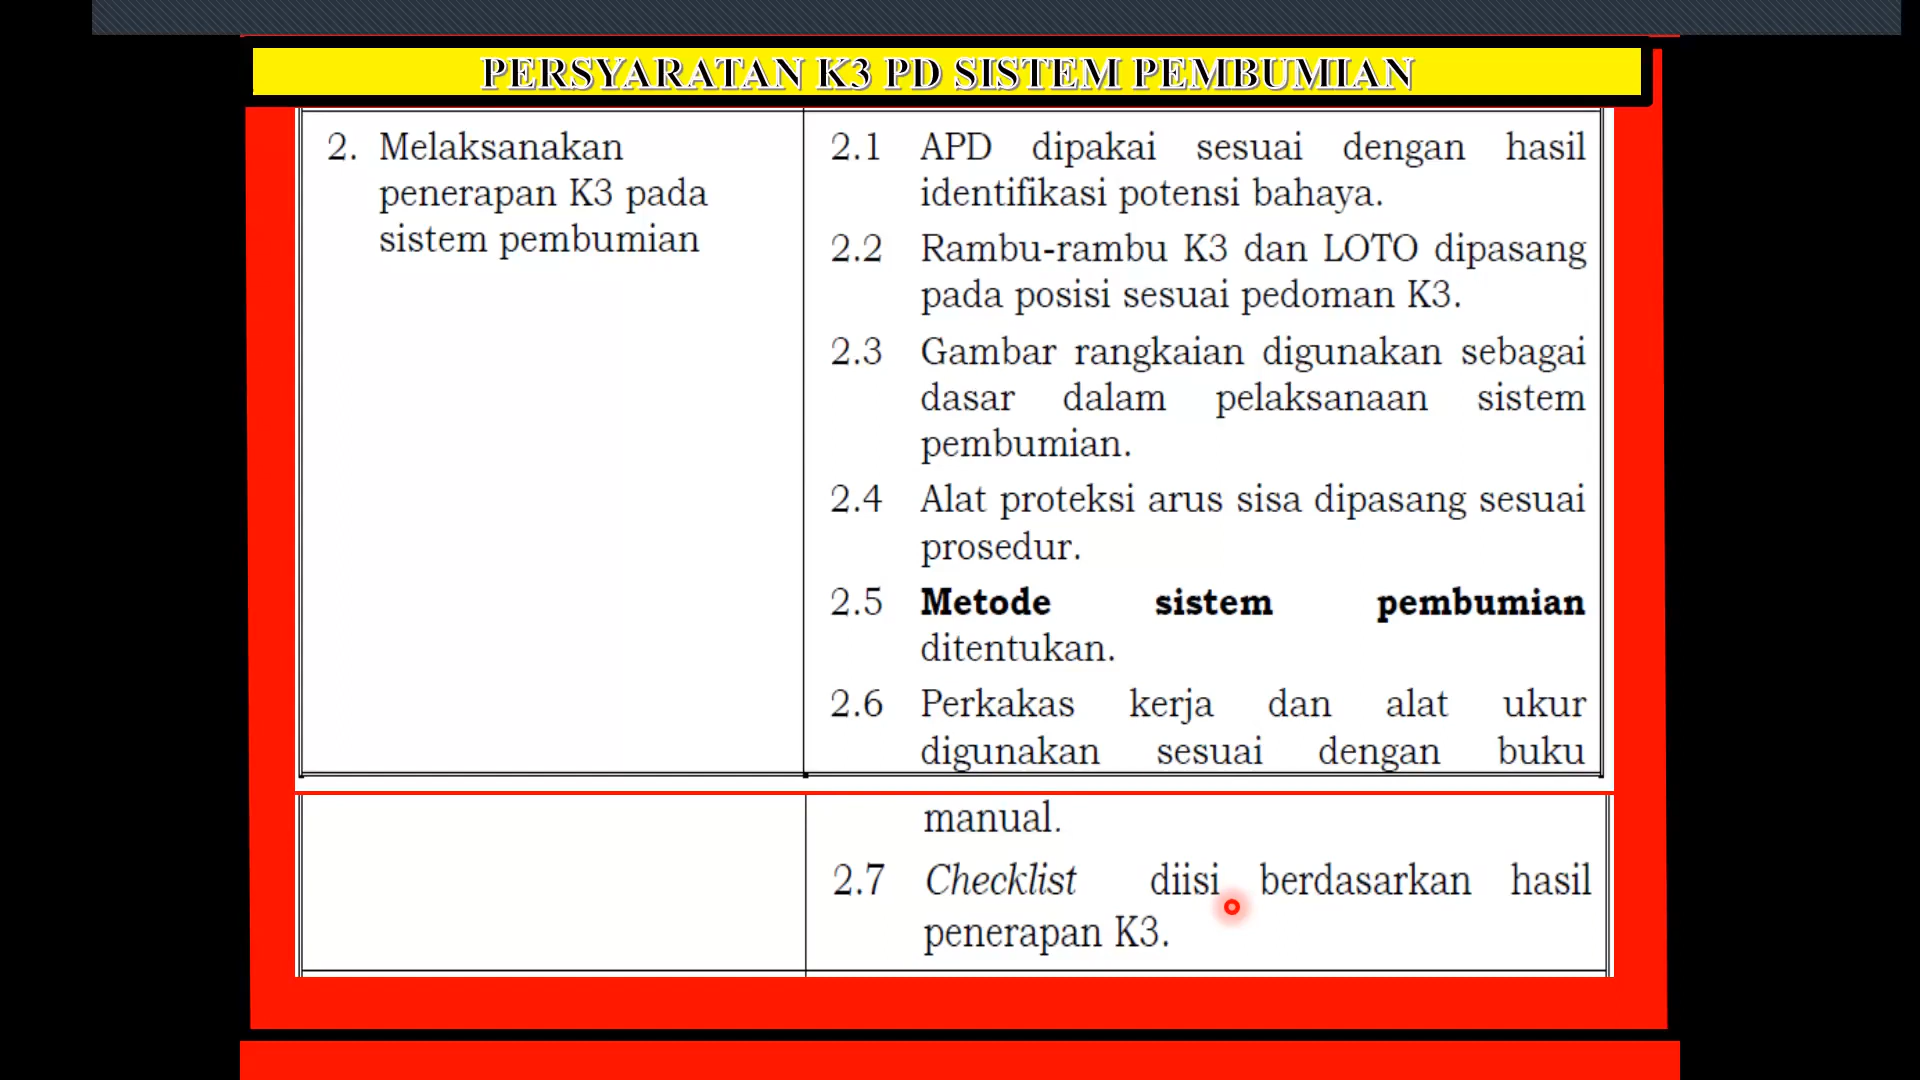 PERSYARATAN K3 PD SISTEM PEMBUMIAN
2. Melaksanakan
penerapan K3 pada
sistem pembumian
2.1 APD dipakai sesuai dengan hasil
identifikasi potensi bahaya.
2.2 Rambu-rambu K3 dan LOTO dipasang
pada posisi sesuai pedoman K3.
2.3 Gambar rangkaian digunakan sebagai
dasar dalam pelaksanaan sistem
pembumian.
2.4 Alat proteksi arus sisa dipasang sesuai
prosedur.
2.5 Metode sistem pembumian
ditentukan.
2.6 Perkakas kerja dan alat ukur
digunakan sesuai dengan buku
manual.
2.7 Checklist diisi berdasarkan hasil
penerapan K3.